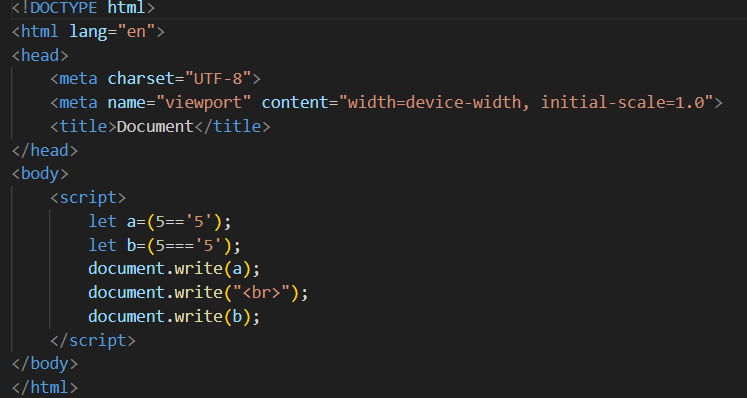 <!DOCTYPE html>
<html lang="en">
<head>
    <meta charset="UTF-8">
    <meta name="viewport" content="width=device-width, initial-scale=1.0">
    <title>Document</title>
</head>
<body>
    <script>
        let a=(5=='5');
        let b=(5==='5');
        document.write(a);
        document.write("<br>");
        document.write(b);
    </script>
</body>
</html>